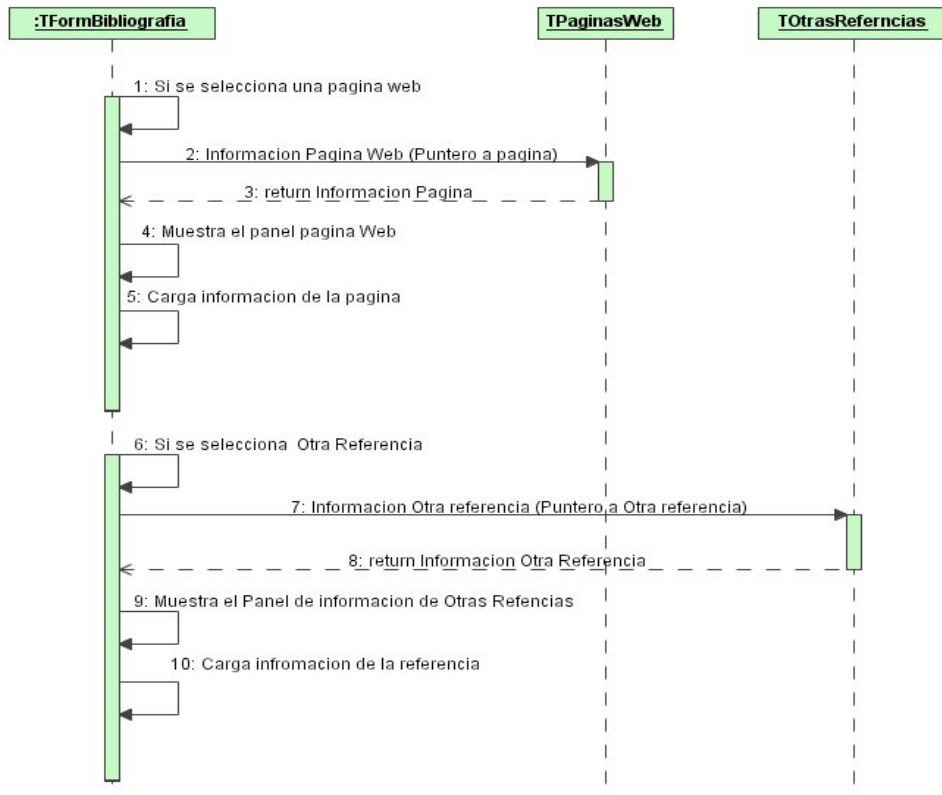 :TFormBibliografia
TPaginasWeb
TOtrasReferncias
1: Si se selecciona una pagina web
2: Informacion Pagina Web (Puntero a pagina)
3: return Informacion Pagina
4: Muestra el panel pagina Web
5: Carga informacion de la pagina
6: Si se selecciona Otra Referencia
7: Informacion Otra referencia (Puntero a Otra referencia)
8: return Informacion Otra Referencia
9: Muestra el Panel de informacion de Otras Refencias
10: Carga infromacion de la referencia